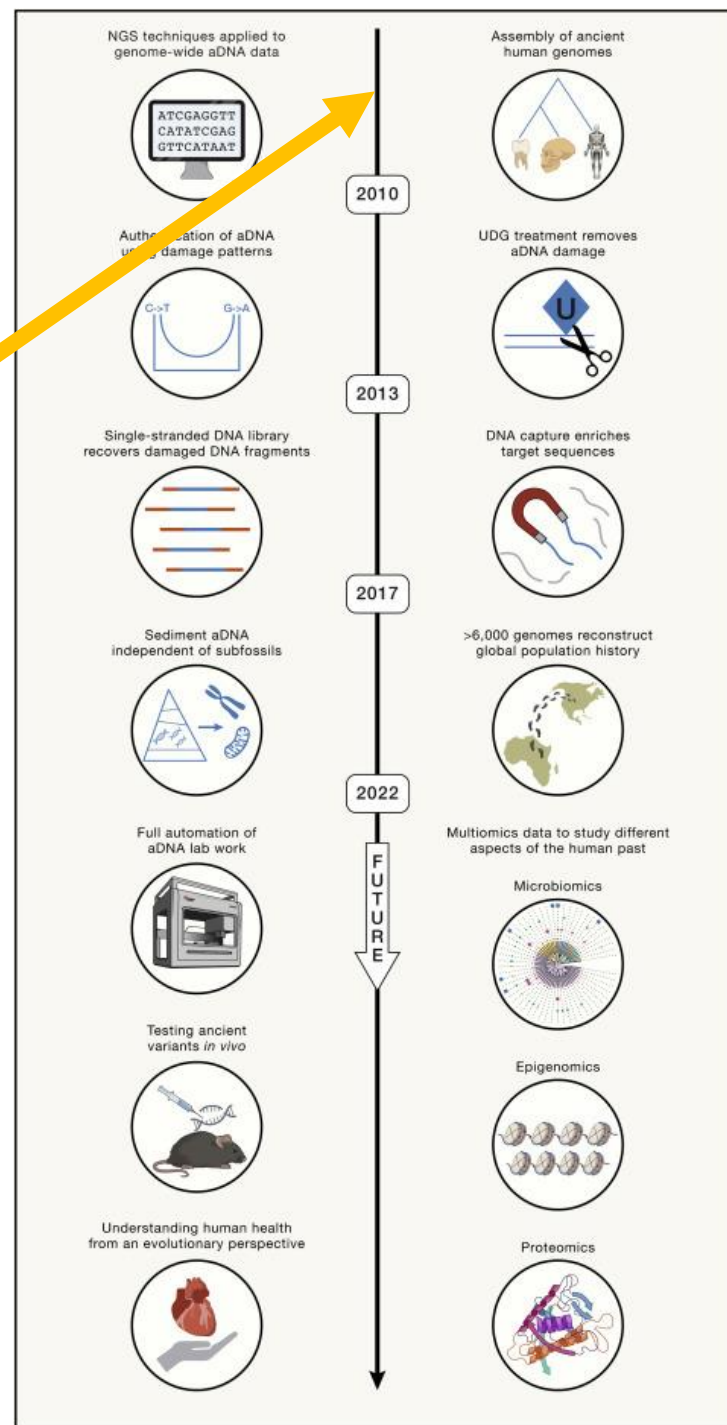 NGS techniques applied to
genome-wide aDNA data
ATCGAGGTT
CATATCGAG
GTTCATAAT
Assembly of ancient
human genomes
2010
of aDNA
damage patterns
C->T
G->A
UDG treatment removes
aDNA damage
U
2013
Single-stranded DNA library
recovers damaged DNA fragments
DNA capture enriches
target sequences
2017
Sediment aDNA
independent of subfossils
>6,000 genomes reconstruct
global population history
2022
FUTURE
Full automation of
aDNA lab work
Multiomics data to study different
aspects of the human past
Microbiomics
Testing ancient
variants in vivo
Epigenomics
Understanding human health
from an evolutionary perspective
Proteomics